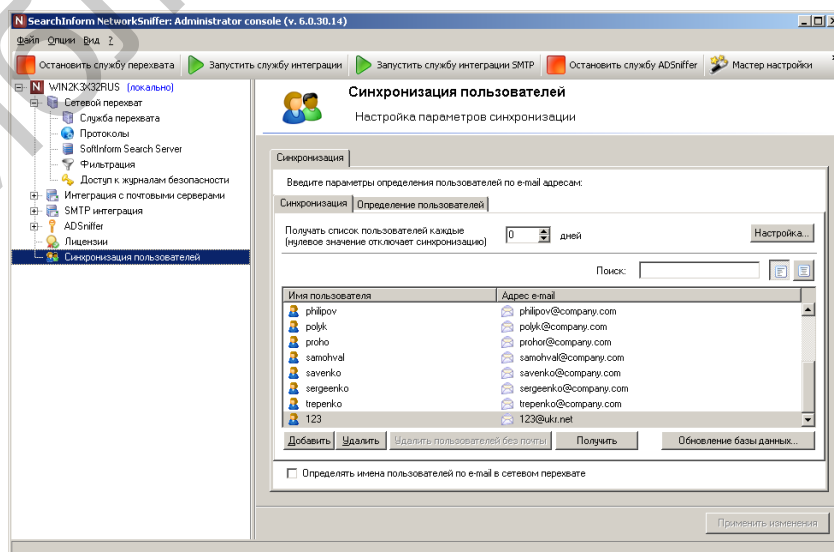 SearchInform NetworkSniffer: Administrator console (v. 6.0.30.14)
Файл Опции Вид ?
Остановить службу перехвата Запустить службу интеграции Запустить службу интеграции SMTP Остановить службу ADSniffer Мастер настройки
WIN2K3X32RUS (локально)
Сетевой перехват
Служба перехвата
Протоколы
SoftInform Search Server
Фильтрация
Доступ к журналам безопасности
Интеграция с почтовыми серверами
SMTP интеграция
ADSniffer
Лицензии
Синхронизация пользователей
Синхронизация пользователей
Настройка параметров синхронизации
Синхронизация
Введите параметры определения пользователей по e-mail адресам:
Синхронизация Определение пользователей
Получать список пользователей каждые
(нулевое значение отключает синхронизацию)
0 дней
Настройка...
Поиск:
Имя пользователя Адрес e-mail
philipov philipov@company.com
polyk polyk@company.com
proho prohor@company.com
samohval samohval@company.com
savenko savenko@company.com
sergeenko sergeenko@company.com
trepenko trepenko@company.com
123 123@ukr.net
Добавить Удалить Удалить пользователей без почты Получить Обновление базы данных...
Определять имена пользователей по e-mail в сетевом перехвате
Применить изменения